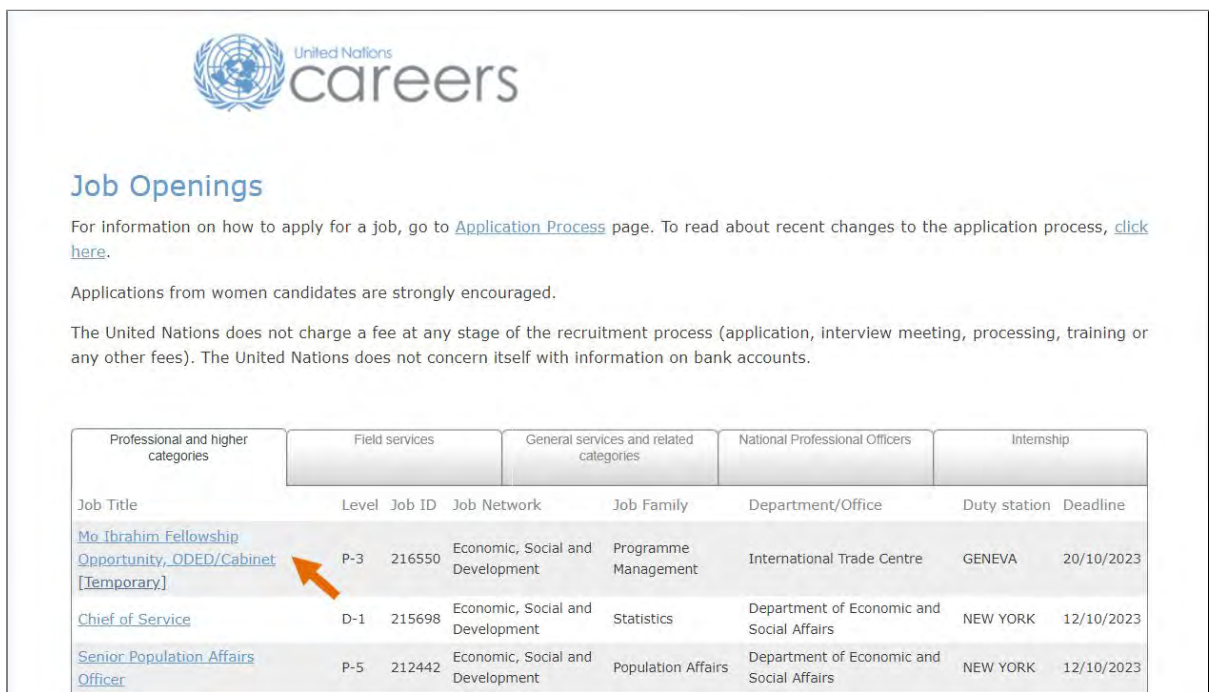 United Nations
careers
Job Openings
For information on how to apply for a job, go to Application Process page. To read about recent changes to the application process, click
here.
Applications from women candidates are strongly encouraged.
The United Nations does not charge a fee at any stage of the recruitment process (application, interview meeting, processing, training or
any other fees). The United Nations does not concern itself with information on bank accounts.
Professional and higher categories Field services General services and related categories National Professional Officers Internship
Job Title Level Job ID Job Network Job Family Department/Office Duty station Deadline
Mo Ibrahim Fellowship Opportunity, ODED/Cabinet [Temporary] P-3 216550 Economic, Social and Development Programme Management International Trade Centre GENEVA 20/10/2023
Chief of Service D-1 215698 Economic, Social and Development Statistics Department of Economic and Social Affairs NEW YORK 12/10/2023
Senior Population Affairs Officer P-5 212442 Economic, Social and Development Population Affairs Department of Economic and Social Affairs NEW YORK 12/10/2023